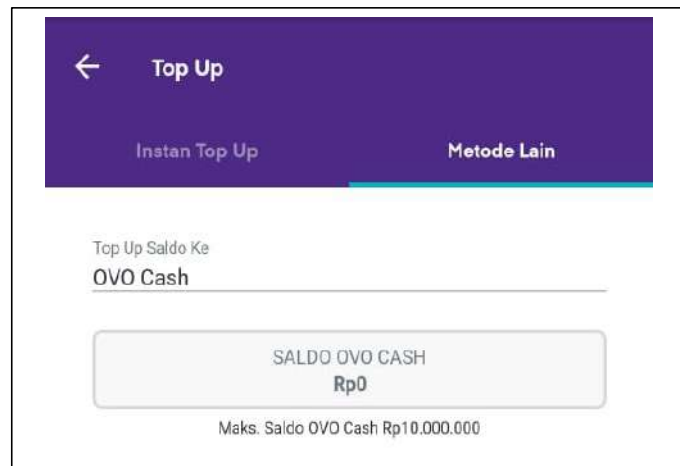 Top Up
Instan Top Up
Metode Lain
Top Up Saldo Ke
OVO Cash
SALDO OVO CASH
Rp0
Maks. Saldo OVO Cash Rp10.000.000